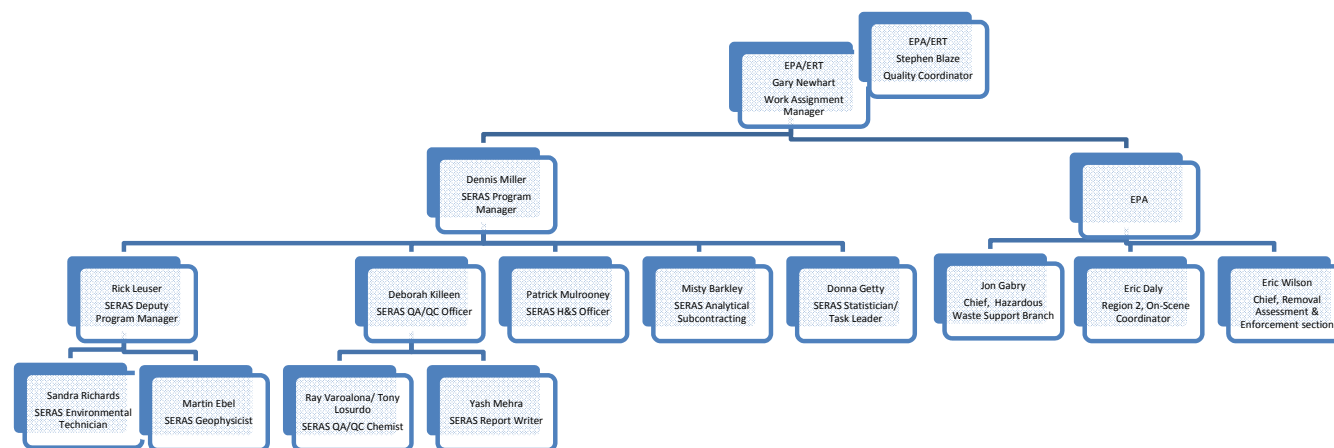 EPA/ERT
Stephen Blaze
Quality Coordinator
EPA/ERT
Gary Newhart
Work Assignment
Manager
Dennis Miller
SERAS Program
Manager
EPA
Rick Leuser
SERAS Deputy
Program Manager
Deborah Killeen
SERAS QA/QC Officer
Patrick Mulrooney
SERAS H&S Officer
Misty Barkley
SERAS Analytical
Subcontracting
Donna Getty
SERAS Statistician/
Task Leader
Jon Gabry
Chief, Hazardous
Waste Support Branch
Eric Daly
Region 2, On-Scene
Coordinator
Eric Wilson
Chief, Removal
Assessment &
Enforcement section
Sandra Richards
SERAS Environmental
Technician
Martin Ebel
SERAS Geophysicist
Ray Varoalona/ Tony
Losurdo
SERAS QA/QC Chemist
Yash Mehra
SERAS Report Writer